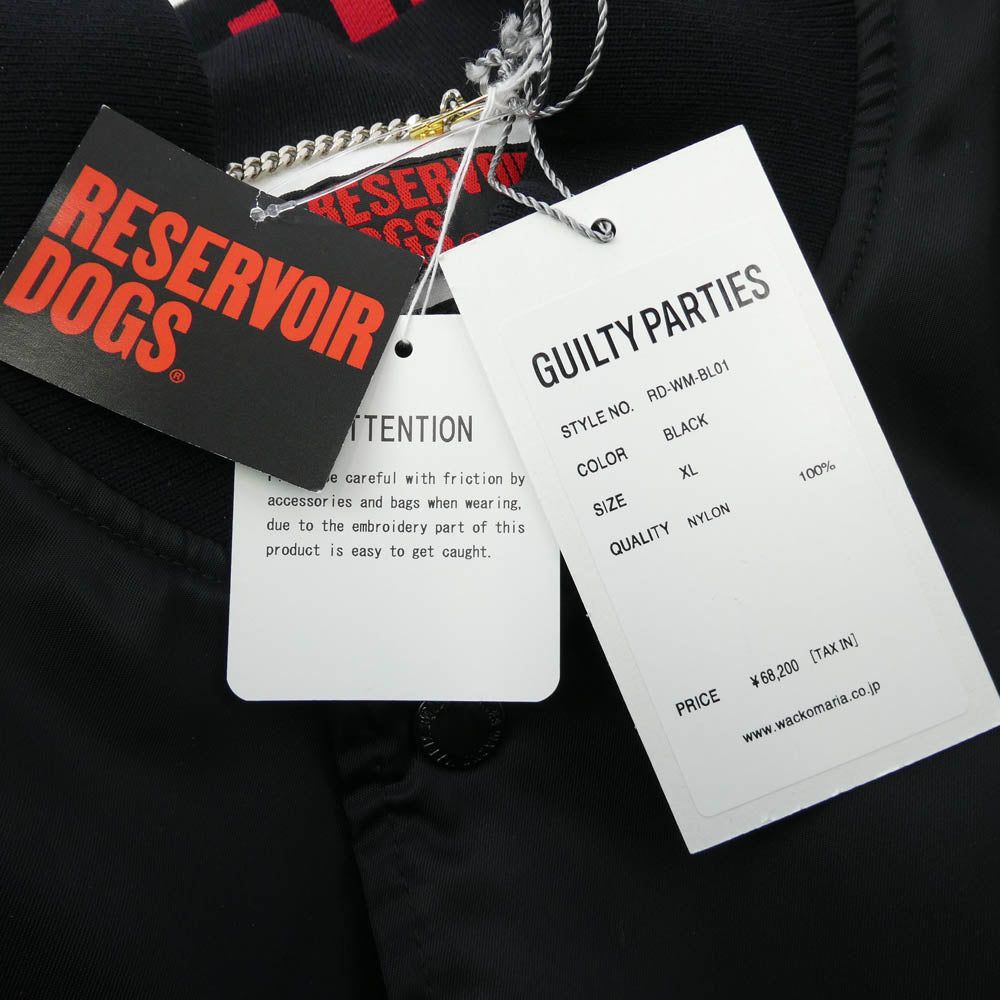 RESERVOIR
DOGS®
RESERVOIR
DOGS®
TTENTION
be careful with friction by
accessories and bags when wearing,
due to the embroidery part of this
product is easy to get caught.
GUILTY PARTIES
STYLE NO. RD-WM-BL01
COLOR BLACK
SIZE XL
QUALITY NYLON 100%
PRICE ¥68,200 [TAX IN]
www.wackomaria.co.jp